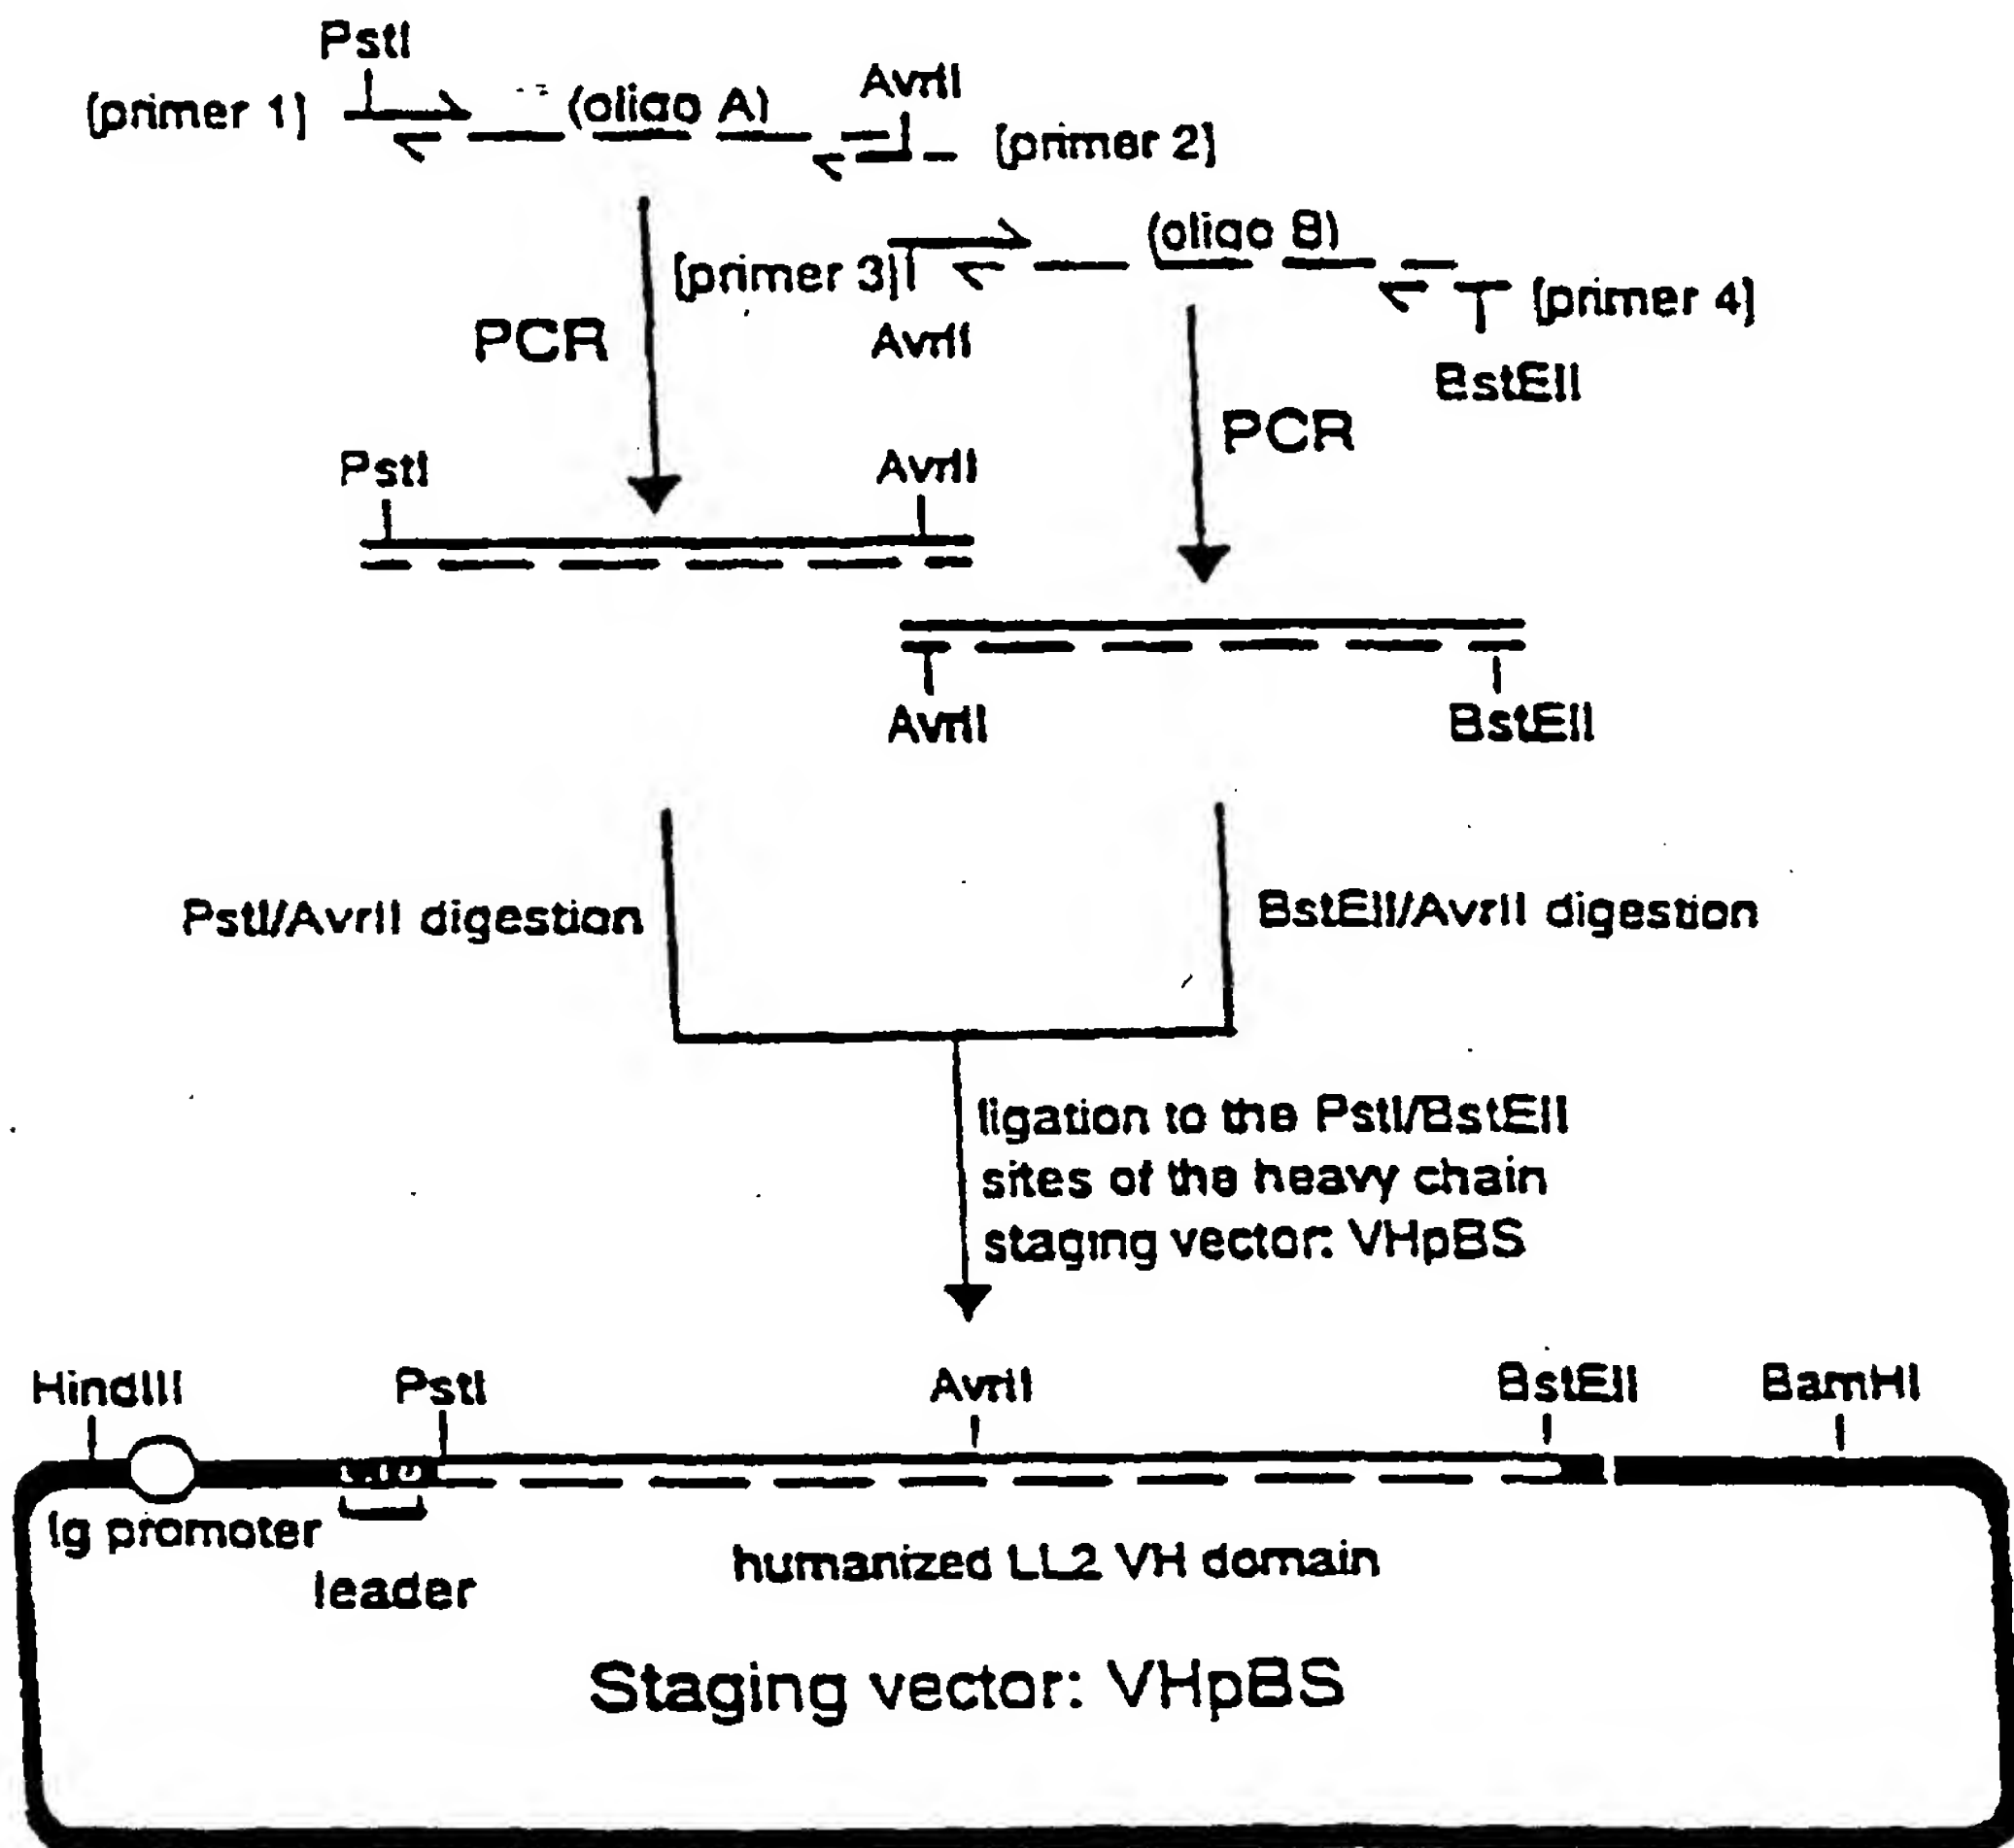 PstI
[primer 1]
(oligo A)
AvrII
[primer 2]
[primer 3]
(oligo B)
AvrII
[primer 4]
BstEII
PCR
PCR
PstI
AvrII
AvrII
BstEII
PstI/AvrII digestion
BstEII/AvrII digestion
ligation to the PstI/BstEII
sites of the heavy chain
staging vector: VHpBS
HindIII
PstI
AvrII
BstEII
BamHI
Ig promoter
leader
humanized LL2 VH domain
Staging vector: VHpBS